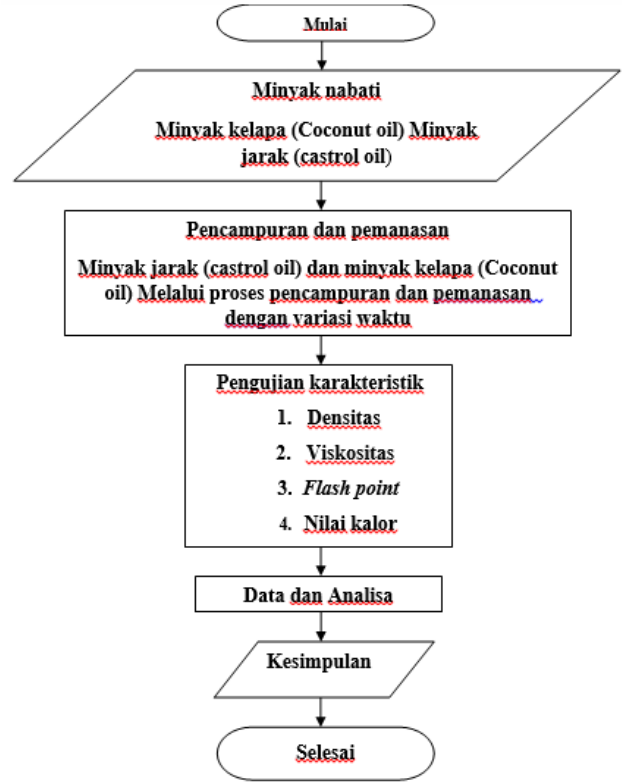 Mulai
Minyak nabati
Minyak kelapa (Coconut oil) Minyak
jarak (castrol oil)
Pencampuran dan pemanasan
Minyak jarak (castrol oil) dan minyak kelapa (Coconut
oil) Melalui proses pencampuran dan pemanasan
dengan variasi waktu
Pengujian karakteristik
1. Densitas
2. Viskositas
3. Flash point
4. Nilai kalor
Data dan Analisa
Kesimpulan
Selesai